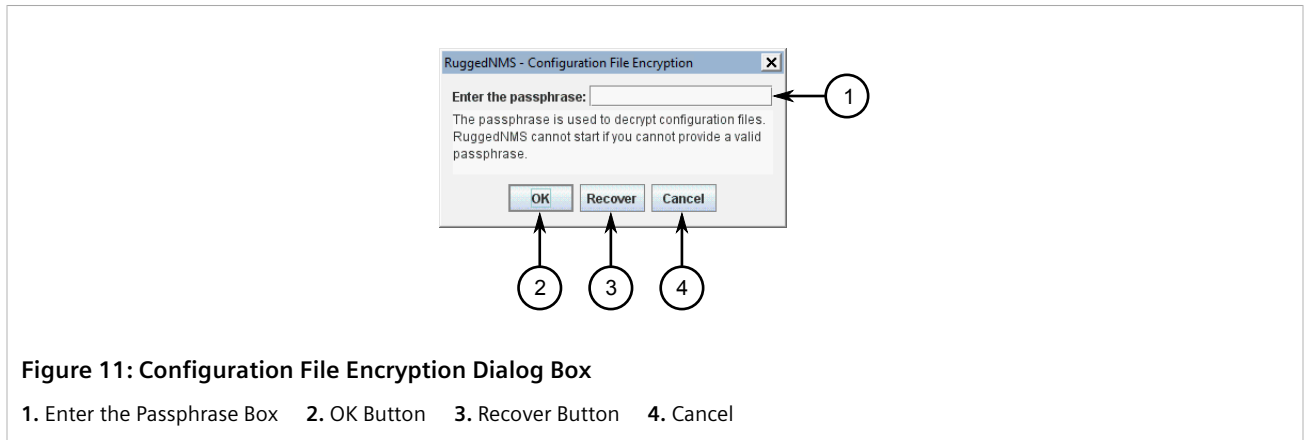 RuggedNMS - Configuration File Encryption
Enter the passphrase:
1
The passphrase is used to decrypt configuration files.
RuggedNMS cannot start if you cannot provide a valid
passphrase.
OK Recover Cancel
2 3 4
Figure 11: Configuration File Encryption Dialog Box
1. Enter the Passphrase Box 2. OK Button 3. Recover Button 4. Cancel